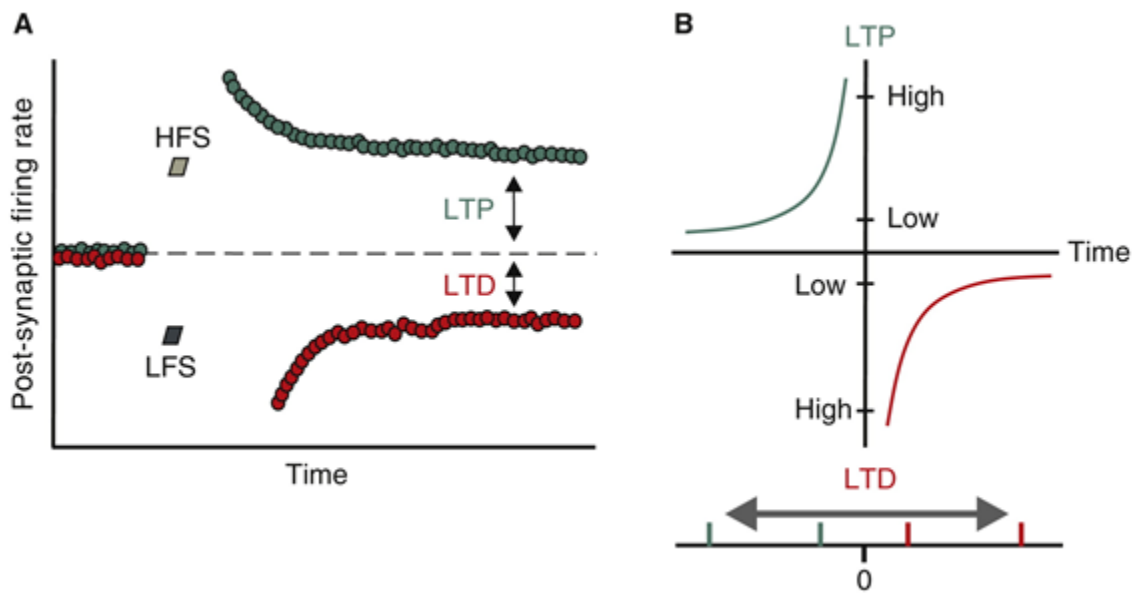 A
Post-synaptic firing rate
HFS
LTP
LTD
LFS
Time
B
LTP
High
Low
Time
Low
High
LTD
0